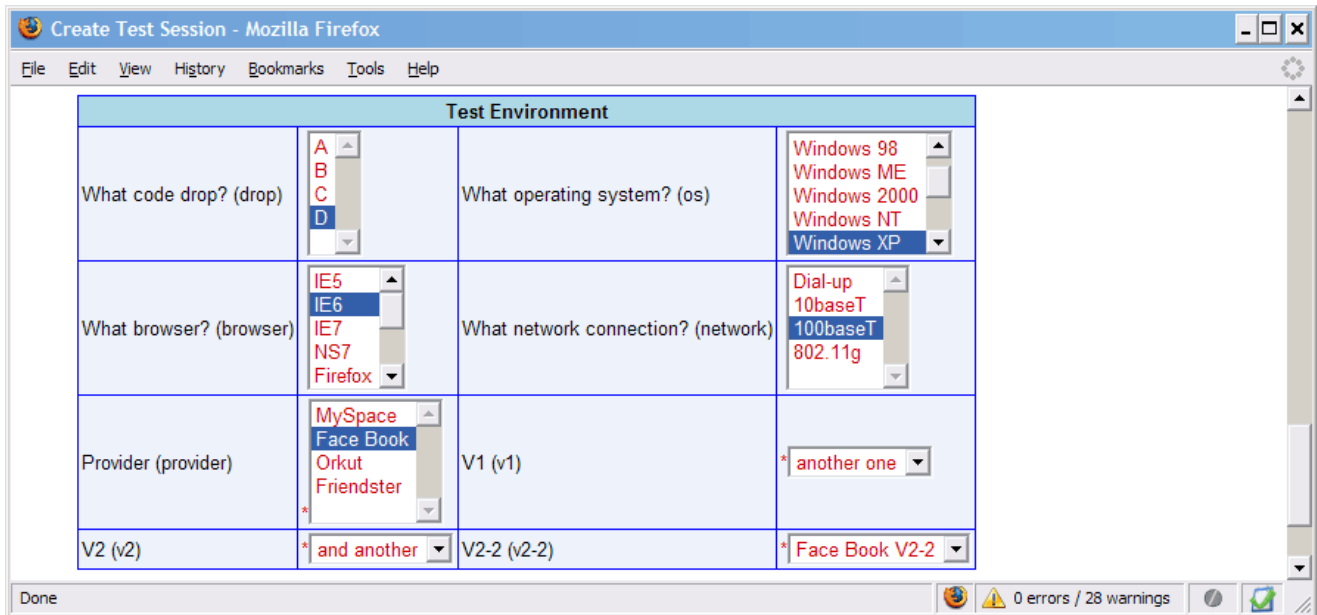 Create Test Session - Mozilla Firefox
File Edit View History Bookmarks Tools Help
Test Environment
What code drop? (drop)
A
B
C
D
What operating system? (os)
Windows 98
Windows ME
Windows 2000
Windows NT
Windows XP
What browser? (browser)
IE5
IE6
IE7
NS7
Firefox
What network connection? (network)
Dial-up
10baseT
100baseT
802.11g
Provider (provider)
MySpace
Face Book
Orkut
Friendster
*
V1 (v1)
* another one
V2 (v2)
* and another
V2-2 (v2-2)
* Face Book V2-2
Done
0 errors / 28 warnings